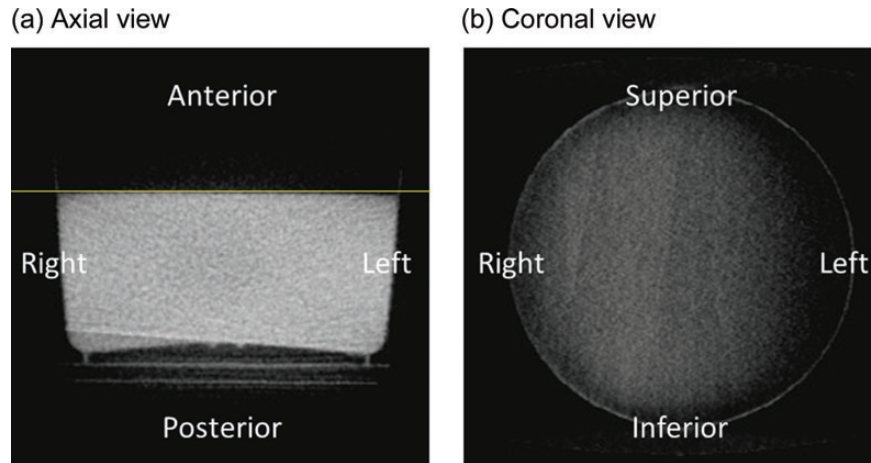 (a) Axial view
(b) Coronal view
Anterior
Right
Left
Posterior
Superior
Right
Left
Inferior